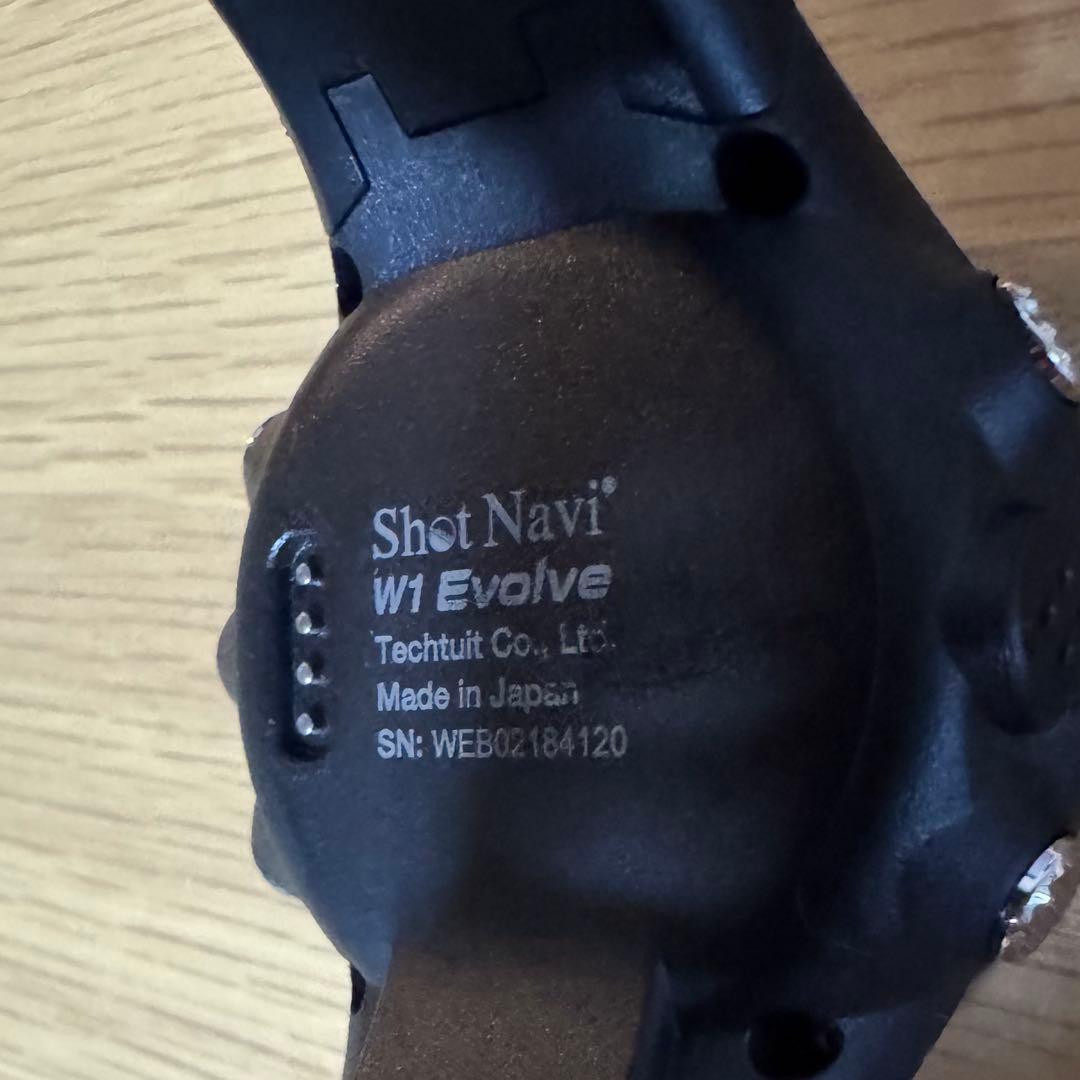 Shot Navi®
W1 Evolve
Techtuit Co., Ltd.
Made in Japan
SN: WEB02184120